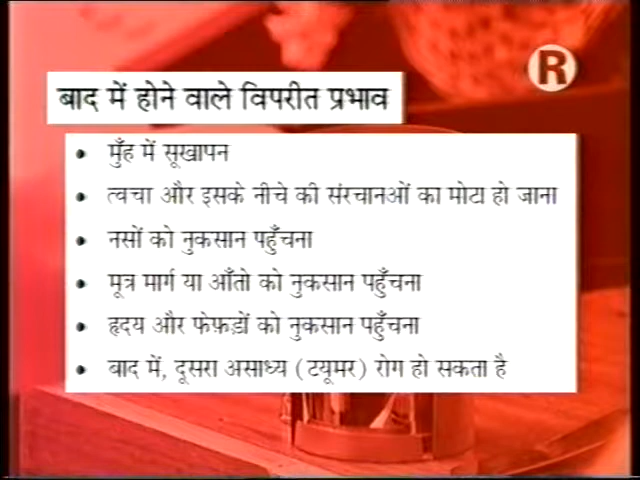 R
बाद में होने वाले विपरीत प्रभाव
• मुँह में सूखापन
• त्वचा और इसके नीचे की संरचानओं का मोटा हो जाना
• नसों को नुकसान पहुँचना
• मूत्र मार्ग या आँतो को नुकसान पहुँचना
• हृदय और फेफ़ड़ों को नुकसान पहुँचना
• बाद में, दूसरा असाध्य (टयूमर) रोग हो सकता है